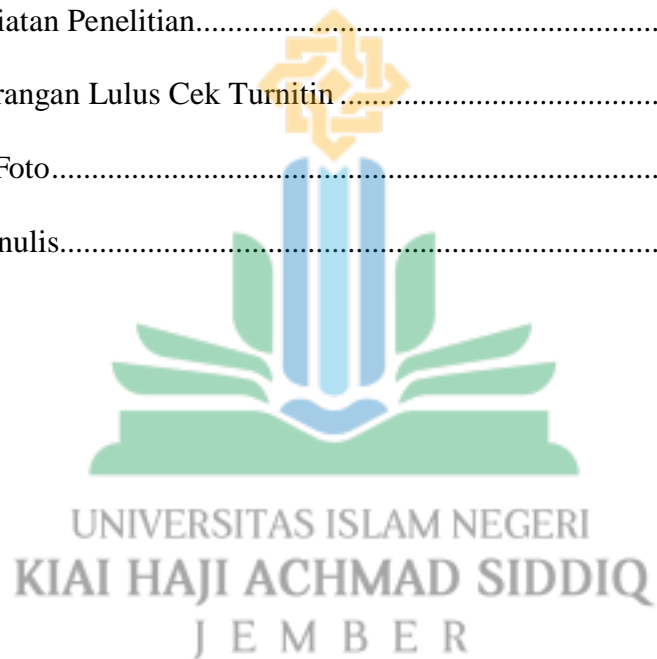 iatan Penelitian.....................................................
rangan Lulus Cek Turnitin.....................................
Foto.......................................................................
nulis......................................................................
UNIVERSITAS ISLAM NEGERI
KIAI HAJI ACHMAD SIDDIQ
J E M B E R